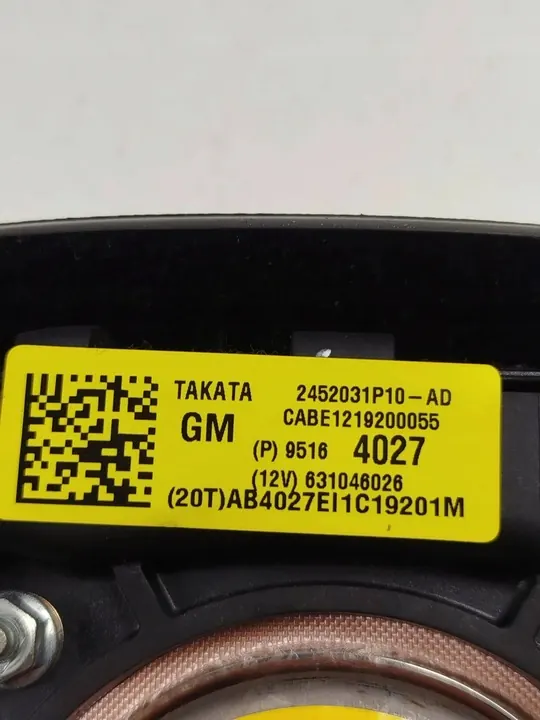 TAKATA 2452031P10-AD
GM CABE1219200055
(P) 9516 4027
(12V) 631046026
(20T)AB4027EI1C19201M